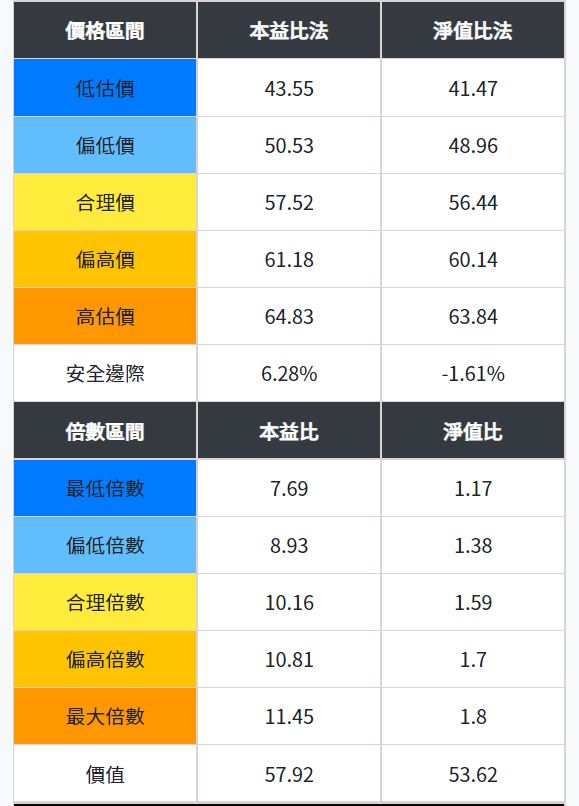 價格區間 本益比法 淨值比法
低估價 43.55 41.47
偏低價 50.53 48.96
合理價 57.52 56.44
偏高價 61.18 60.14
高估價 64.83 63.84
安全邊際 6.28% -1.61%
倍數區間 本益比 淨值比
最低倍數 7.69 1.17
偏低倍數 8.93 1.38
合理倍數 10.16 1.59
偏高倍數 10.81 1.7
最大倍數 11.45 1.8
價值 57.92 53.62